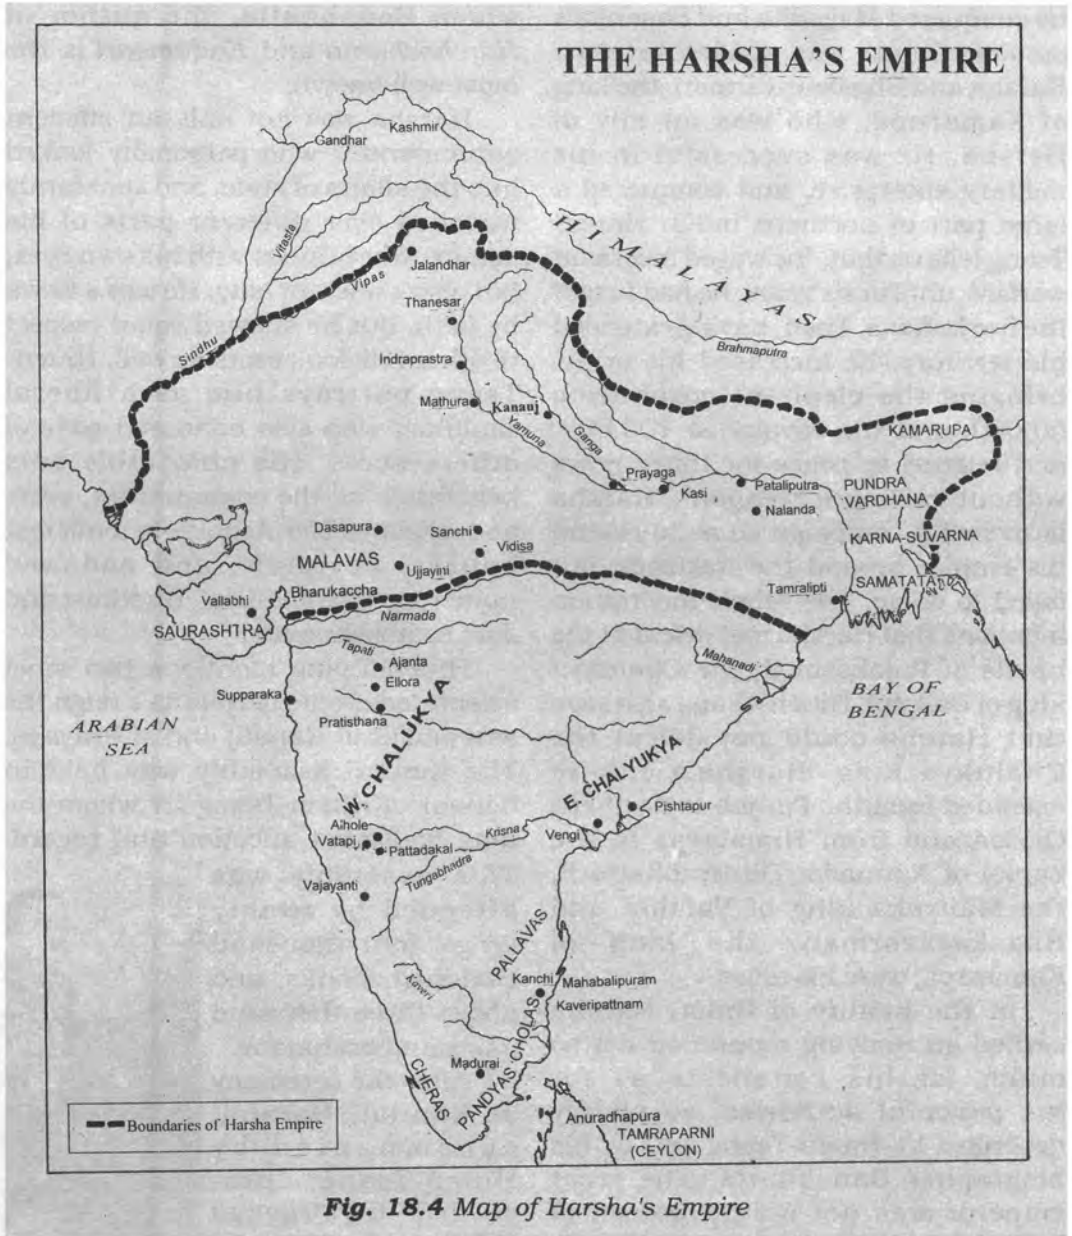 THE HARSHA'S EMPIRE
Kashmir
Gandhar
Vitasta
HIMILAYAS
Jalandhar
Vipas
Thanesar
Sindhu
Brahmaputra
Indraprastra
Mathura
Kanauj
Yamuna
Ganga
KAMARUPA
Prayaga
Kasi
Pataliputra
PUNDRA
VARDHANA
Nalanda
Dasapura
Sanchi
KARNA-SUVARNA
Vidisa
MALAVAS
Ujjayini
SAMATATA
Bharukaccha
Tamralipti
Vallabhi
Narmada
SAURASHTRA
Tapati
Mahanadi
Ajanta
Ellora
Supparaka
Pratisthana
BAY OF
BENGAL
ARABIAN
SEA
W. CHALUKYA
E. CHALYUKYA
Pishtapur
Aihole
Krisna
Vengi
Vatapi
Pattadakal
Tungabhadra
Vajayanti
PALLAVAS
Kaveri
Kanchi
Mahabalipuram
Kaveripattnam
CHOLAS
Madurai
CHERAS
PANDYAS
Anuradhapura
TAMRAPARNI
(CEYLON)
Boundaries of Harsha Empire
Fig. 18.4 Map of Harsha's Empire